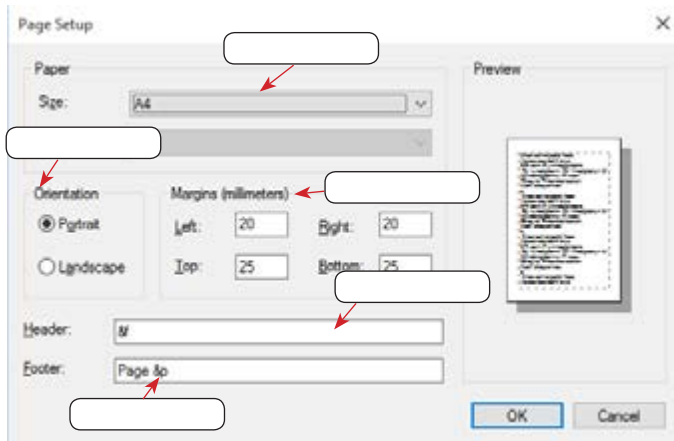 Page Setup
Paper
Preview
Size: A4
Orientation
Portrait
Landscape
Margins (millimeters)
Left: 20 Right: 20
Top: 25 Bottom: 25
Header: &f
Footer: Page &p
OK Cancel